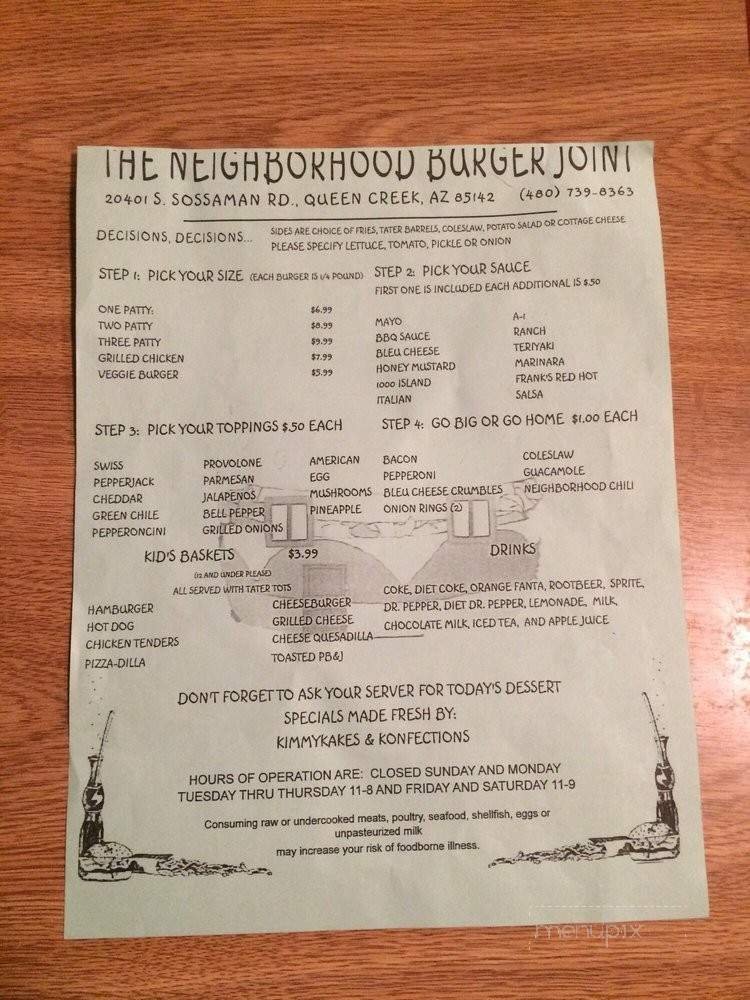 THE NEIGHBORHOOD BURGER JOINT
20401 S. SOSSAMAN RD., QUEEN CREEK, AZ 85142 (480) 739-8363
DECISIONS, DECISIONS... SIDES ARE CHOICE OF FRIES, TATER BARRELS, COLESLAW, POTATO SALAD OR COTTAGE CHEESE
PLEASE SPECIFY LETTUCE, TOMATO, PICKLE OR ONION
STEP 1: PICK YOUR SIZE (EACH BURGER IS 1/4 POUND)
ONE PATTY: $6.99
TWO PATTY $8.99
THREE PATTY $9.99
GRILLED CHICKEN $7.99
VEGGIE BURGER $5.99
STEP 2: PICK YOUR SAUCE
FIRST ONE IS INCLUDED EACH ADDITIONAL IS $.50
MAYO A-1
BBQ SAUCE RANCH
BLEU CHEESE TERIYAKI
HONEY MUSTARD MARINARA
1000 ISLAND FRANK'S RED HOT
ITALIAN SALSA
STEP 3: PICK YOUR TOPPINGS $.50 EACH
SWISS PROVOLONE AMERICAN
PEPPERJACK PARMESAN EGG
CHEDDAR JALAPENOS MUSHROOMS
GREEN CHILE BELL PEPPER PINEAPPLE
PEPPERONCINI GRILLED ONIONS
STEP 4: GO BIG OR GO HOME $1.00 EACH
BACON COLESLAW
PEPPERONI GUACAMOLE
BLEU CHEESE CRUMBLES NEIGHBORHOOD CHILI
ONION RINGS (2)
KID'S BASKETS $3.99
(12 AND UNDER PLEASE)
ALL SERVED WITH TATER TOTS
HAMBURGER CHEESEBURGER
HOT DOG GRILLED CHEESE
CHICKEN TENDERS CHEESE QUESADILLA
PIZZA-DILLA TOASTED PB&J
DRINKS
COKE, DIET COKE, ORANGE FANTA, ROOTBEER, SPRITE,
DR. PEPPER, DIET DR. PEPPER, LEMONADE, MILK,
CHOCOLATE MILK, ICED TEA, AND APPLE JUICE
DON'T FORGET TO ASK YOUR SERVER FOR TODAY'S DESSERT
SPECIALS MADE FRESH BY:
KIMMYKAKES & KONFECTIONS
HOURS OF OPERATION ARE: CLOSED SUNDAY AND MONDAY
TUESDAY THRU THURSDAY 11-8 AND FRIDAY AND SATURDAY 11-9
Consuming raw or undercooked meats, poultry, seafood, shellfish, eggs or
unpasteurized milk
may increase your risk of foodborne illness.
menupix